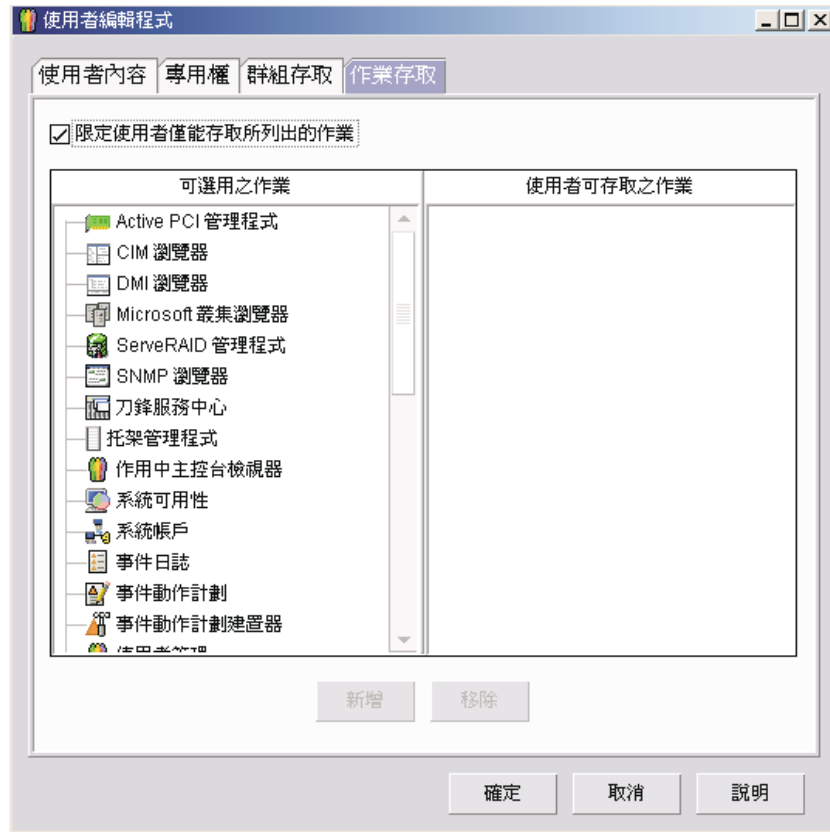 使用者編輯程式
使用者內容 專用權 群組存取 作業存取
限定使用者僅能存取所列出的作業
可選用之作業 使用者可存取之作業
Active PCI 管理程式
CIM 瀏覽器
DMI 瀏覽器
Microsoft 叢集瀏覽器
ServeRAID 管理程式
SNMP 瀏覽器
刀鋒服務中心
托架管理程式
作用中主控台檢視器
系統可用性
系統帳戶
事件日誌
事件動作計劃
事件動作計劃建置器
使用者管理
新增 移除
確定 取消 說明